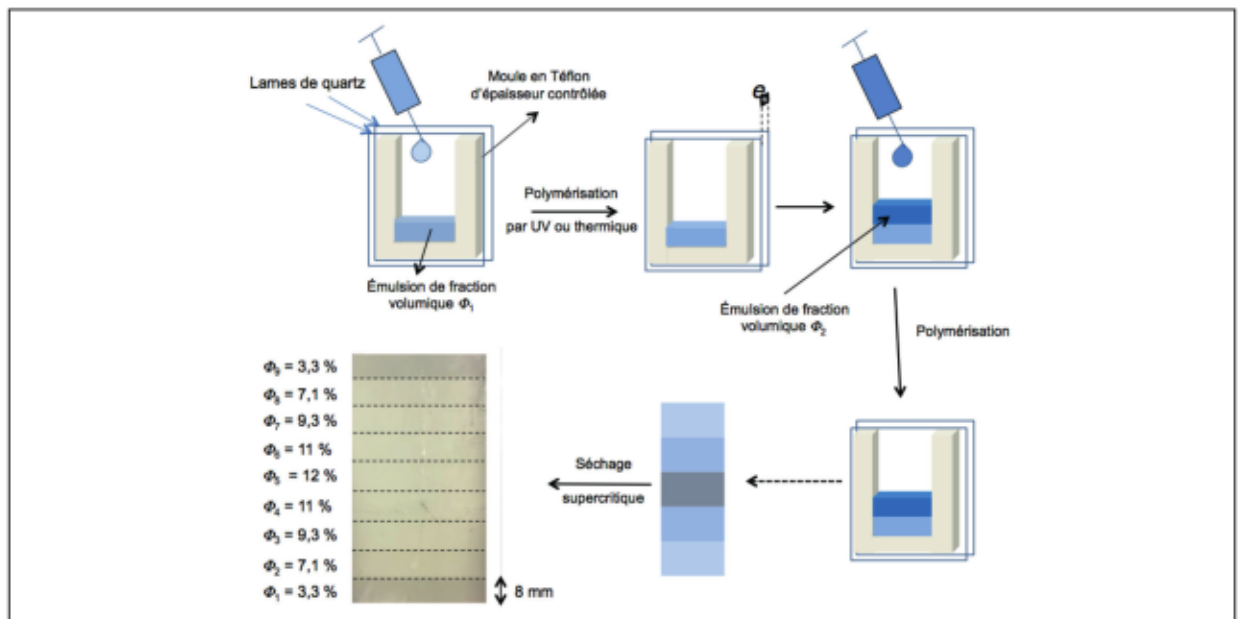 Lames de quartz
Moule en Téflon
d'épaisseur contrôlée
e
Polymérisation
par UV ou thermique
Émulsion de fraction
volumique Φ₁
Émulsion de fraction
volumique Φ₂
Polymérisation
Φ₉ = 3,3 %
Φ₈ = 7,1 %
Φ₇ = 9,3 %
Φ₆ = 11 %
Φ₅ = 12 %
Φ₄ = 11 %
Φ₃ = 9,3 %
Φ₂ = 7,1 %
Φ₁ = 3,3 %
8 mm
Séchage
supercritique